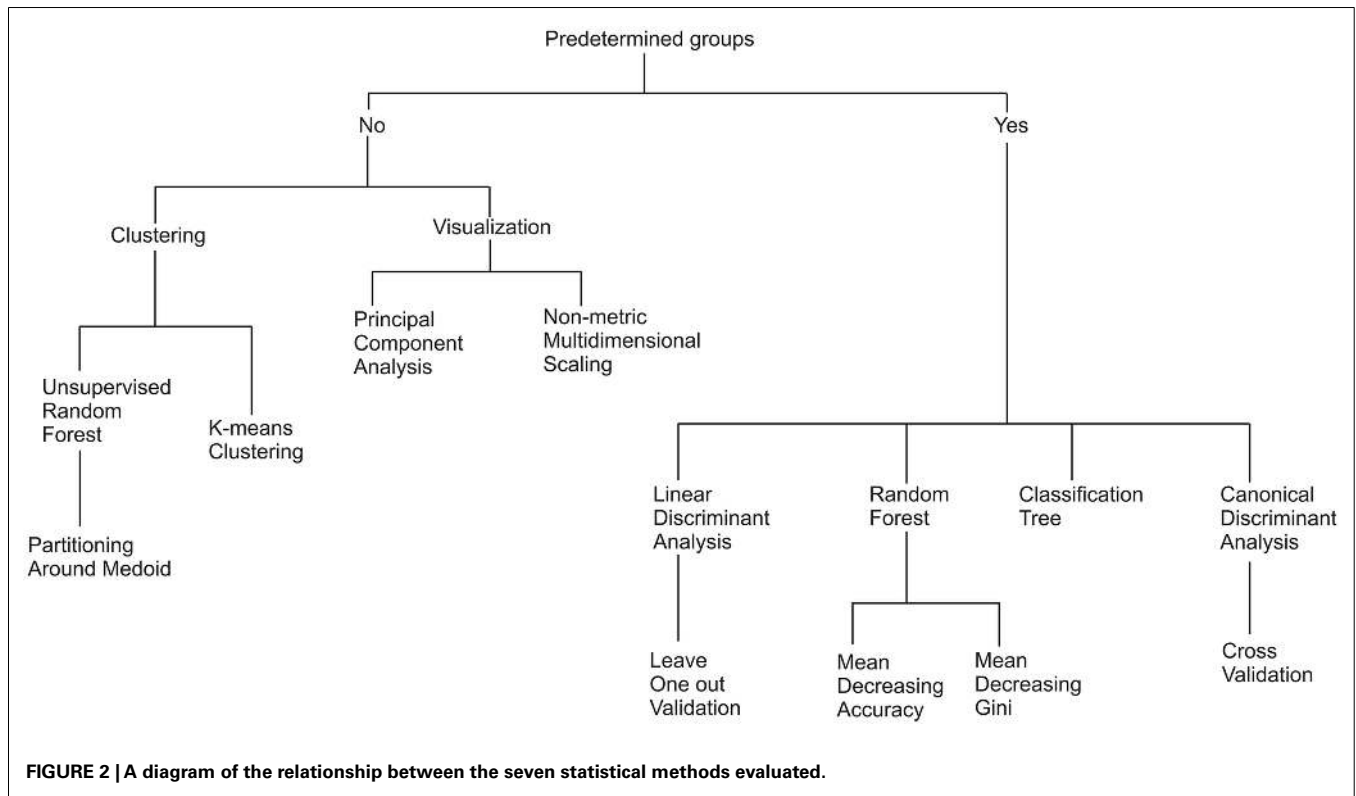 Predetermined groups
No
Yes
Clustering
Visualization
Principal
Component
Analysis
Non-metric
Multidimensional
Scaling
Unsupervised
Random
Forest
K-means
Clustering
Partitioning
Around Medoid
Linear
Discriminant
Analysis
Random
Forest
Classification
Tree
Canonical
Discriminant
Analysis
Leave
One out
Validation
Mean
Decreasing
Accuracy
Mean
Decreasing
Gini
Cross
Validation
FIGURE 2 | A diagram of the relationship between the seven statistical methods evaluated.